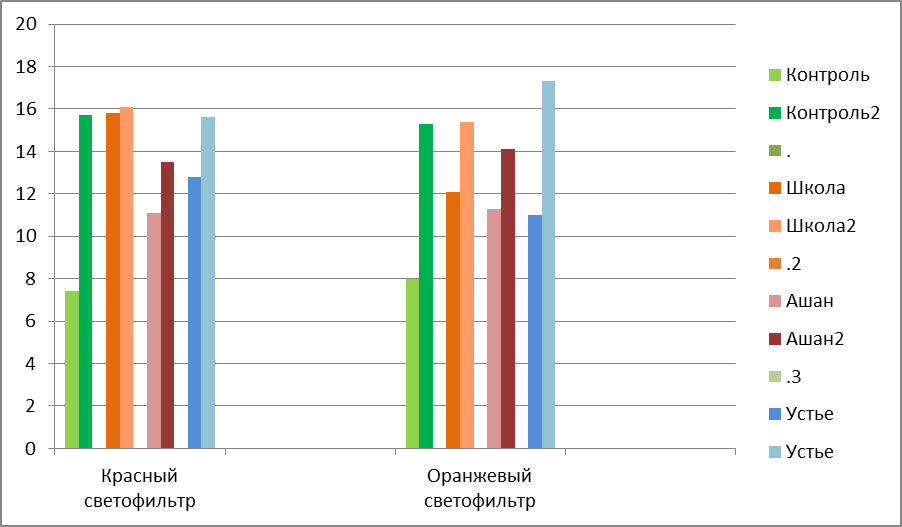 20
18
16
14
12
10
8
6
4
2
0
Красный
светофильтр
Оранжевый
светофильтр
Контроль
Контроль2
.
Школа
Школа2
.2
Ашан
Ашан2
.3
Устье
Устье